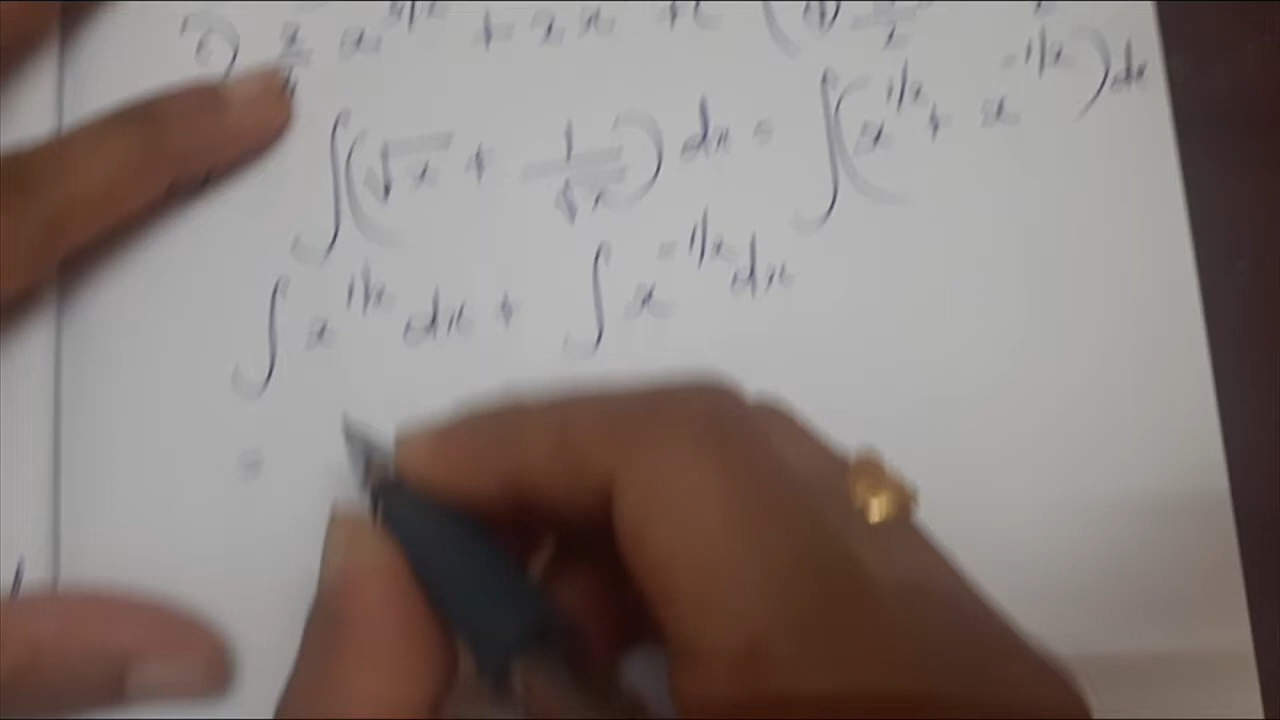 ∫(√x + 1/√x) dx = ∫(x^1/2 + x^-1/2) dx
∫ x^1/2 dx + ∫ x^-1/2 dx
=